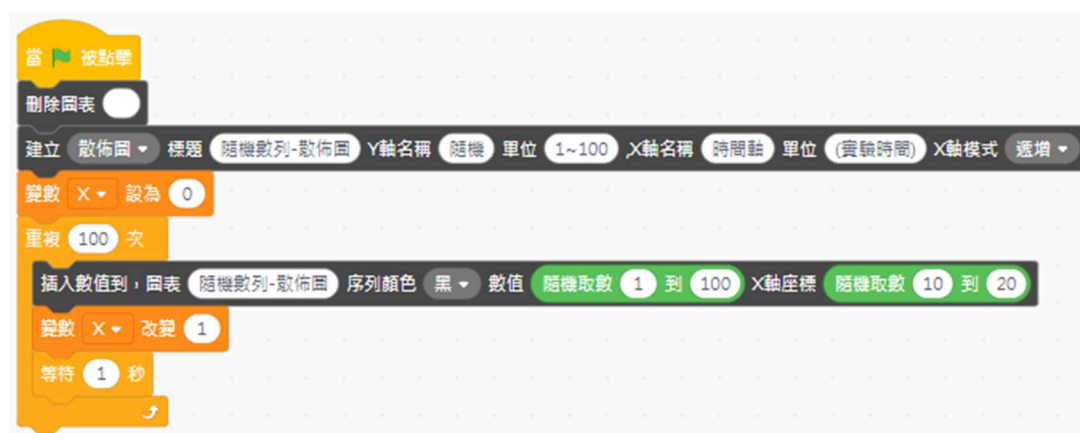 當 被點擊
刪除圖表
建立 散佈圖 標題 隨機數列-散佈圖 Y軸名稱 隨機 單位 1~100 ,X軸名稱 時間軸 單位 (實驗時間) X軸模式 遞增
變數 X 設為 0
重複 100 次
插入數值到,圖表 隨機數列-散佈圖 序列顏色 黑 數值 隨機取數 1 到 100 X軸座標 隨機取數 10 到 20
變數 X 改變 1
等待 1 秒